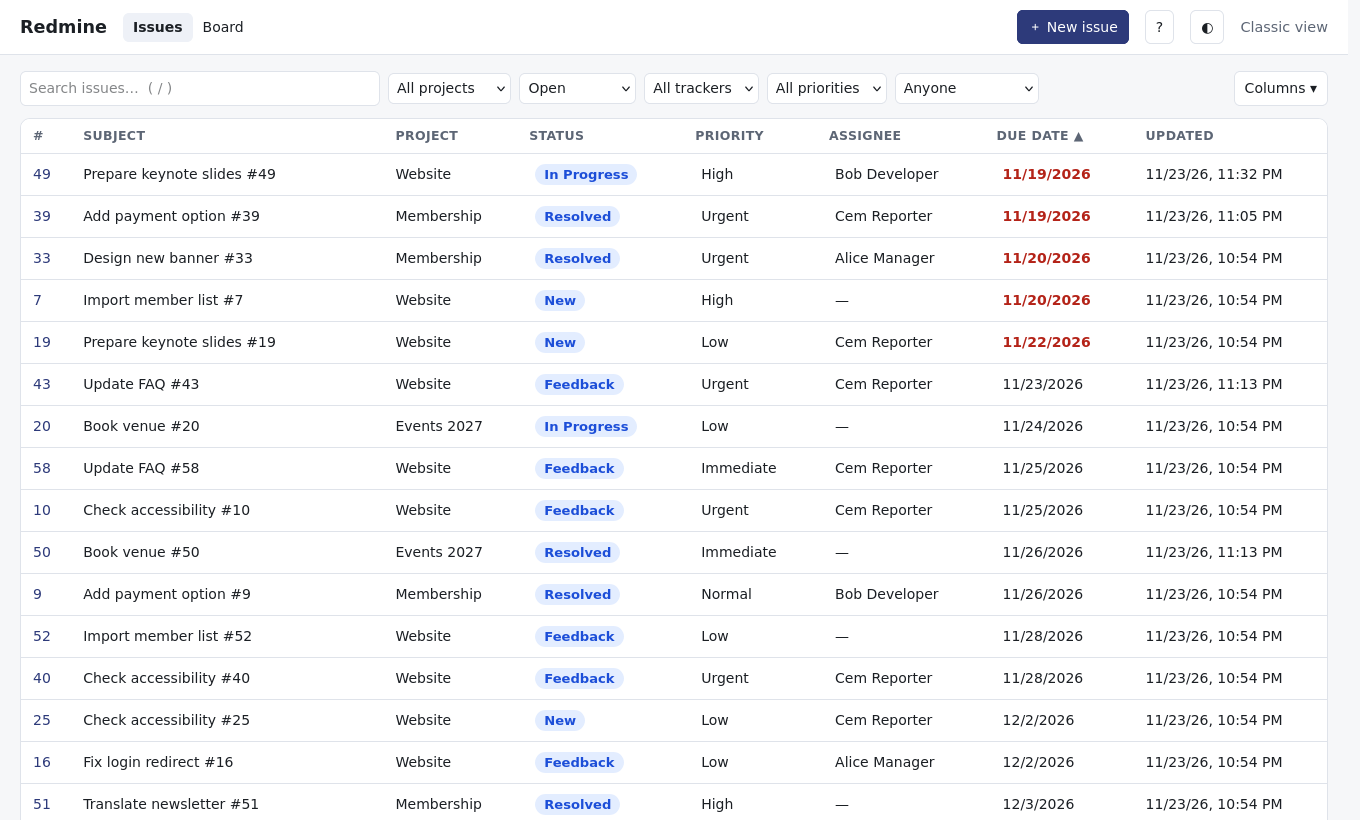 Redmine Issues Board + New issue ? ◐ Classic view
Search issues… ( / ) All projects Open All trackers All priorities Anyone Columns ▾
# SUBJECT PROJECT STATUS PRIORITY ASSIGNEE DUE DATE ▲ UPDATED
49 Prepare keynote slides #49 Website In Progress High Bob Developer 11/19/2026 11/23/26, 11:32 PM
39 Add payment option #39 Membership Resolved Urgent Cem Reporter 11/19/2026 11/23/26, 11:05 PM
33 Design new banner #33 Membership Resolved Urgent Alice Manager 11/20/2026 11/23/26, 10:54 PM
7 Import member list #7 Website New High — 11/20/2026 11/23/26, 10:54 PM
19 Prepare keynote slides #19 Website New Low Cem Reporter 11/22/2026 11/23/26, 10:54 PM
43 Update FAQ #43 Website Feedback Urgent Cem Reporter 11/23/2026 11/23/26, 11:13 PM
20 Book venue #20 Events 2027 In Progress Low — 11/24/2026 11/23/26, 10:54 PM
58 Update FAQ #58 Website Feedback Immediate Cem Reporter 11/25/2026 11/23/26, 10:54 PM
10 Check accessibility #10 Website Feedback Urgent Cem Reporter 11/25/2026 11/23/26, 10:54 PM
50 Book venue #50 Events 2027 Resolved Immediate — 11/26/2026 11/23/26, 11:13 PM
9 Add payment option #9 Membership Resolved Normal Bob Developer 11/26/2026 11/23/26, 10:54 PM
52 Import member list #52 Website Feedback Low — 11/28/2026 11/23/26, 10:54 PM
40 Check accessibility #40 Website Feedback Urgent Cem Reporter 11/28/2026 11/23/26, 10:54 PM
25 Check accessibility #25 Website New Low Cem Reporter 12/2/2026 11/23/26, 10:54 PM
16 Fix login redirect #16 Website Feedback Low Alice Manager 12/2/2026 11/23/26, 10:54 PM
51 Translate newsletter #51 Membership Resolved High — 12/3/2026 11/23/26, 10:54 PM